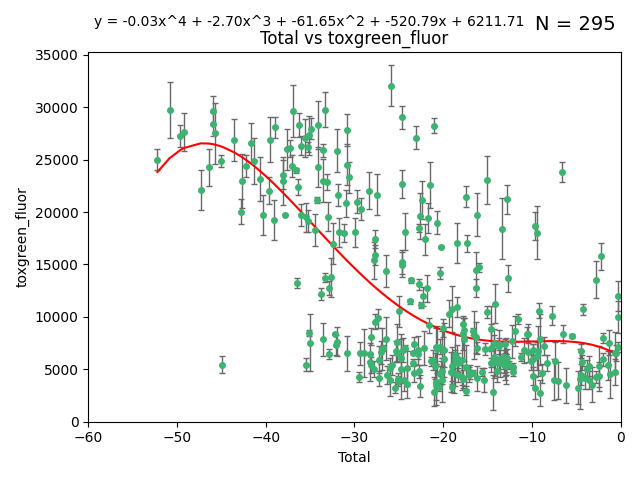 y = -0.03x^4 + -2.70x^3 + -61.65x^2 + -520.79x + 6211.71 N = 295
Total vs toxgreen_fluor
35000
30000
25000
20000
15000
10000
5000
0
toxgreen_fluor
−60 −50 −40 −30 −20 −10 0
Total